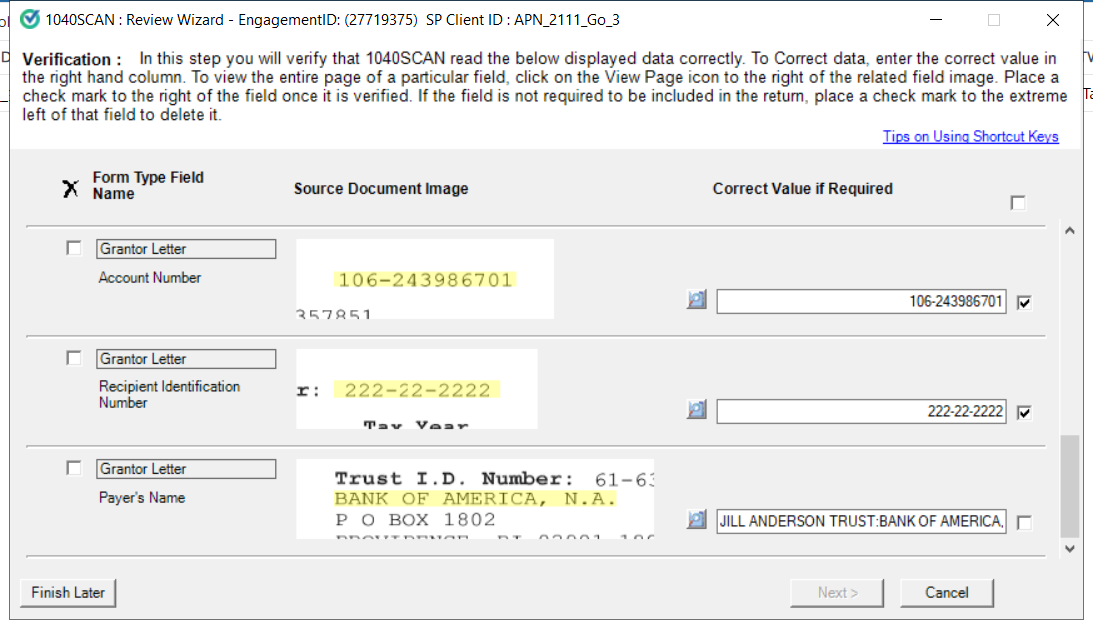 1040SCAN : Review Wizard - EngagementID: (27719375)  SP Client ID : APN_2111_Go_3
Verification :   In this step you will verify that 1040SCAN read the below displayed data correctly. To Correct data, enter the correct value in
the right hand column. To view the entire page of a particular field, click on the View Page icon to the right of the related field image. Place a
check mark to the right of the field once it is verified. If the field is not required to be included in the return, place a check mark to the extreme
left of that field to delete it.
Tips on Using Shortcut Keys
Form Type Field
Name
Source Document Image
Correct Value if Required
Grantor Letter
Account Number
106-243986701
357851
106-243986701
Grantor Letter
Recipient Identification
Number
r: 222-22-2222
Tax Year
222-22-2222
Grantor Letter
Payer's Name
Trust I.D. Number: 61-63
BANK OF AMERICA, N.A.
P O BOX 1802
PROVIDENCE, RI
JILL ANDERSON TRUST:BANK OF AMERICA,
Finish Later
Next >
Cancel